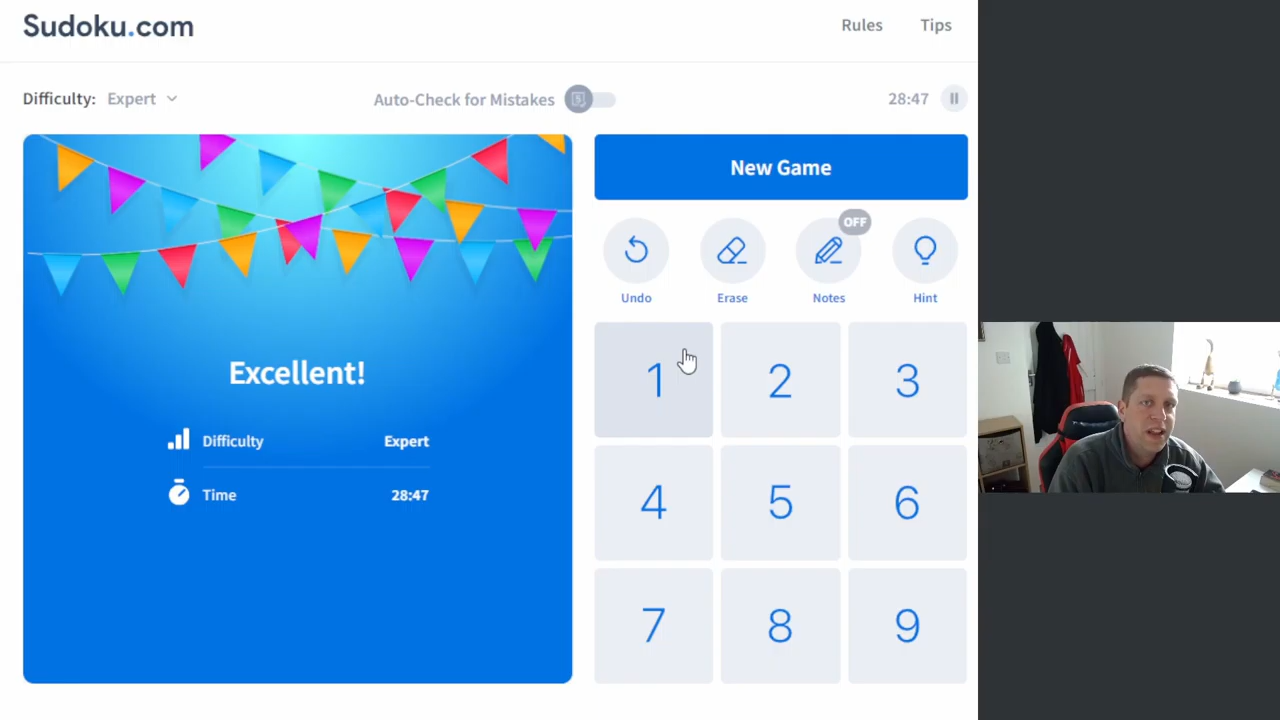 Sudoku.com
Rules Tips
Difficulty: Expert
Auto-Check for Mistakes
28:47
New Game
OFF
Undo Erase Notes Hint
Excellent!
Difficulty Expert
Time 28:47
1 2 3
4 5 6
7 8 9